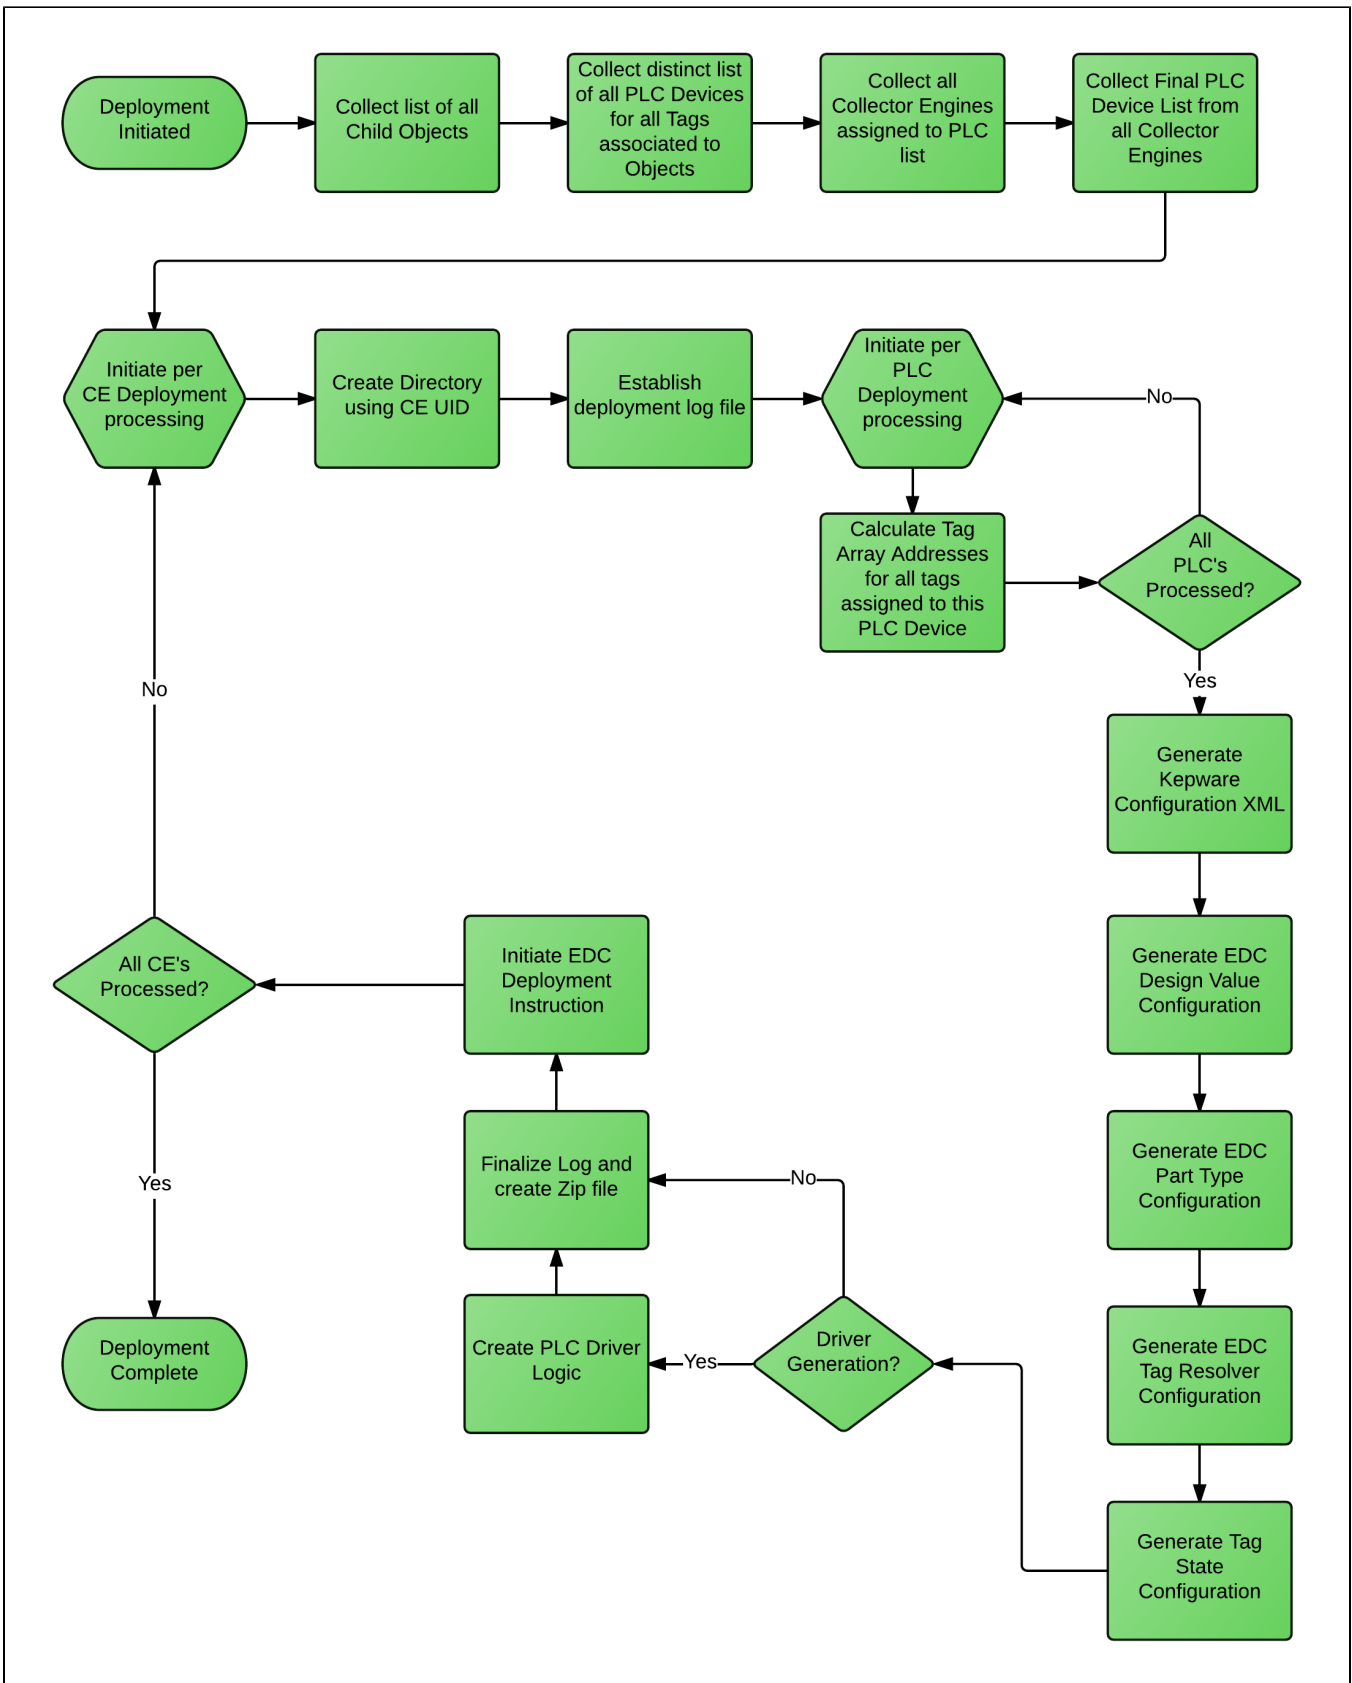 Deployment
Initiated
Collect list of all
Child Objects
Collect distinct list
of all PLC Devices
for all Tags
associated to
Objects
Collect all
Collector Engines
assigned to PLC
list
Collect Final PLC
Device List from
all Collector
Engines
Initiate per
CE Deployment
processing
Create Directory
using CE UID
Establish
deployment log file
Initiate per
PLC
Deployment
processing
No
Calculate Tag
Array Addresses
for all tags
assigned to this
PLC Device
All
PLC's
Processed?
Yes
No
Generate
Kepware
Configuration XML
Generate EDC
Design Value
Configuration
Generate EDC
Part Type
Configuration
Generate EDC
Tag Resolver
Configuration
Generate Tag
State
Configuration
Driver
Generation?
Yes
No
Create PLC Driver
Logic
Finalize Log and
create Zip file
Initiate EDC
Deployment
Instruction
All CE's
Processed?
Yes
Deployment
Complete